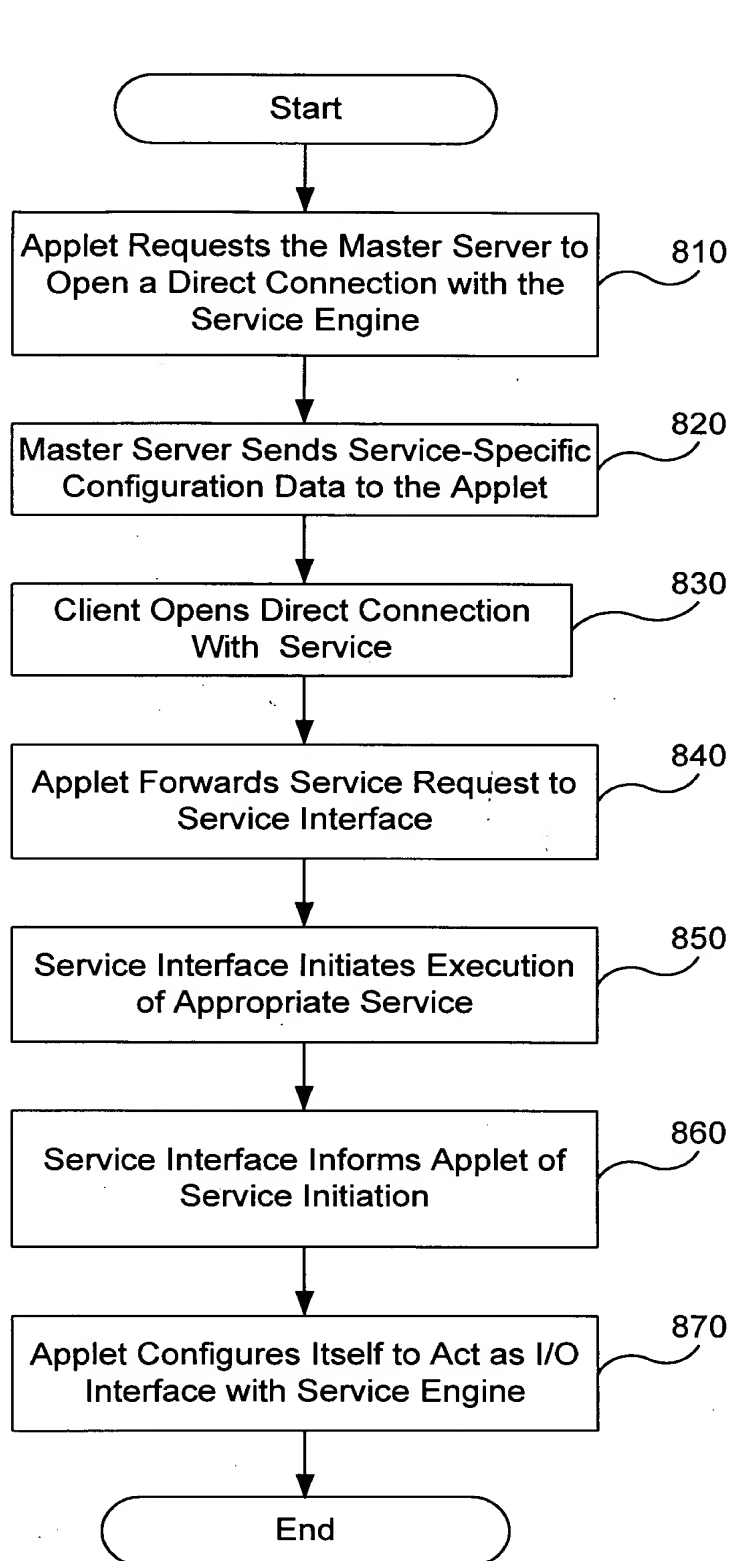 Start
Applet Requests the Master Server to
Open a Direct Connection with the
Service Engine
810
Master Server Sends Service-Specific
Configuration Data to the Applet
820
Client Opens Direct Connection
With Service
830
Applet Forwards Service Request to
Service Interface
840
Service Interface Initiates Execution
of Appropriate Service
850
Service Interface Informs Applet of
Service Initiation
860
Applet Configures Itself to Act as I/O
Interface with Service Engine
870
End